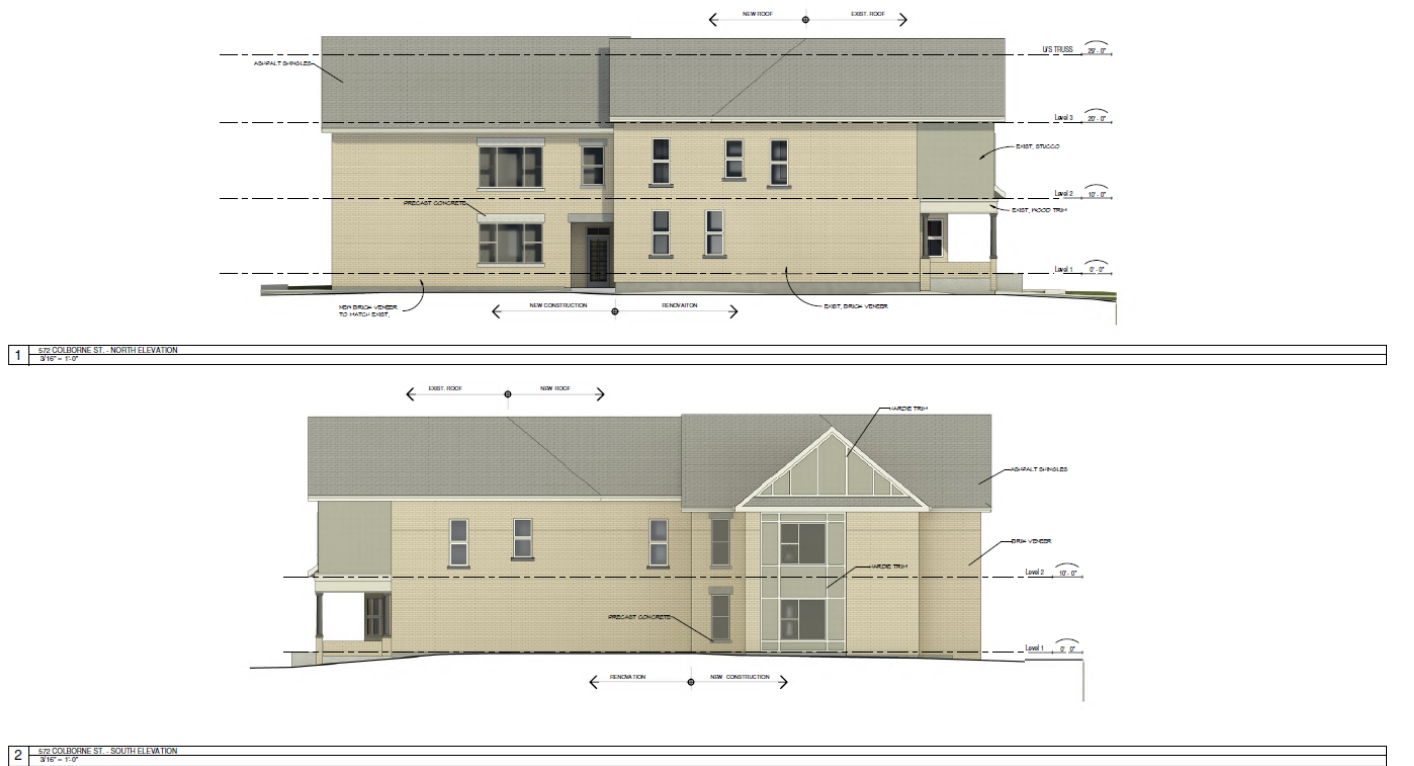 NEW ROOF
EXIST. ROOF
U/S TRUSS
29' - 0"
ASHPALT SHINGLES
Level 3
20' - 0"
EXIST. STUCCO
Level 2
10' - 0"
PRECAST CONCRETE
EXIST. WOOD TRIM
Level 1
0' - 0"
NEW BRICK VENEER
TO MATCH EXIST.
NEW CONSTRUCTION
RENOVAITON
EXIST. BRICK VENEER
1
572 COLBORNE ST. - NORTH ELEVATION
3/16" = 1'-0"
EXIST. ROOF
NEW ROOF
HARDIE TRIM
ASHPALT SHINGLES
BRICK VENEER
HARDIE TRIM
Level 2
10' - 0"
PRECAST CONCRETE
Level 1
0' 0"
RENOVATION
NEW CONSTRUCTION
2
572 COLBORNE ST. - SOUTH ELEVATION
3/16" = 1'-0"